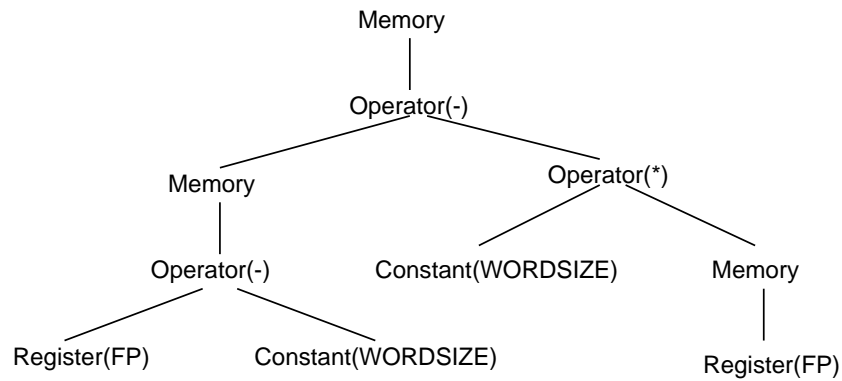 Memory
Operator(-)
Memory
Operator(*)
Operator(-)
Constant(WORDSIZE)
Memory
Register(FP)
Constant(WORDSIZE)
Register(FP)